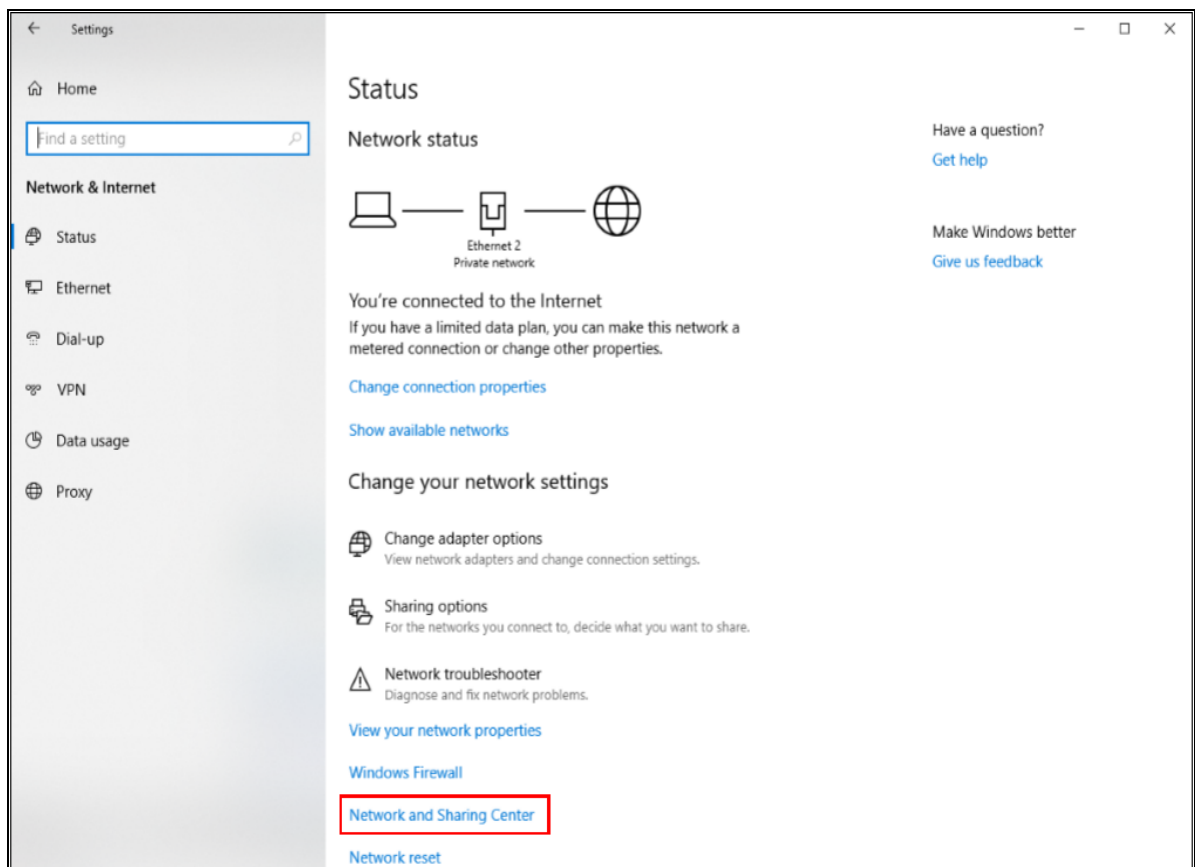 Settings
Home
Find a setting
Network & Internet
Status
Ethernet
Dial-up
VPN
Data usage
Proxy
Status
Network status
Ethernet 2
Private network
You're connected to the Internet
If you have a limited data plan, you can make this network a
metered connection or change other properties.
Change connection properties
Show available networks
Change your network settings
Change adapter options
View network adapters and change connection settings.
Sharing options
For the networks you connect to, decide what you want to share.
Network troubleshooter
Diagnose and fix network problems.
View your network properties
Windows Firewall
Network and Sharing Center
Network reset
Have a question?
Get help
Make Windows better
Give us feedback